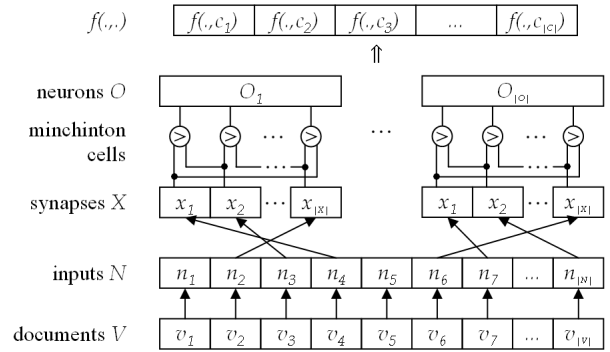 f(.,.) f(.,c₁) f(.,c₂) f(.,c₃) ... f(.,c|c|)
⇑
neurons O O₁ O|O|
minchinton > > ... > ... > > ... >
cells
.... ....
synapses X x₁ x₂ ... x|X| x₁ x₂ ... x|X|
inputs N n₁ n₂ n₃ n₄ n₅ n₆ n₇ ... n|N|
documents V v₁ v₂ v₃ v₄ v₅ v₆ v₇ ... v|V|